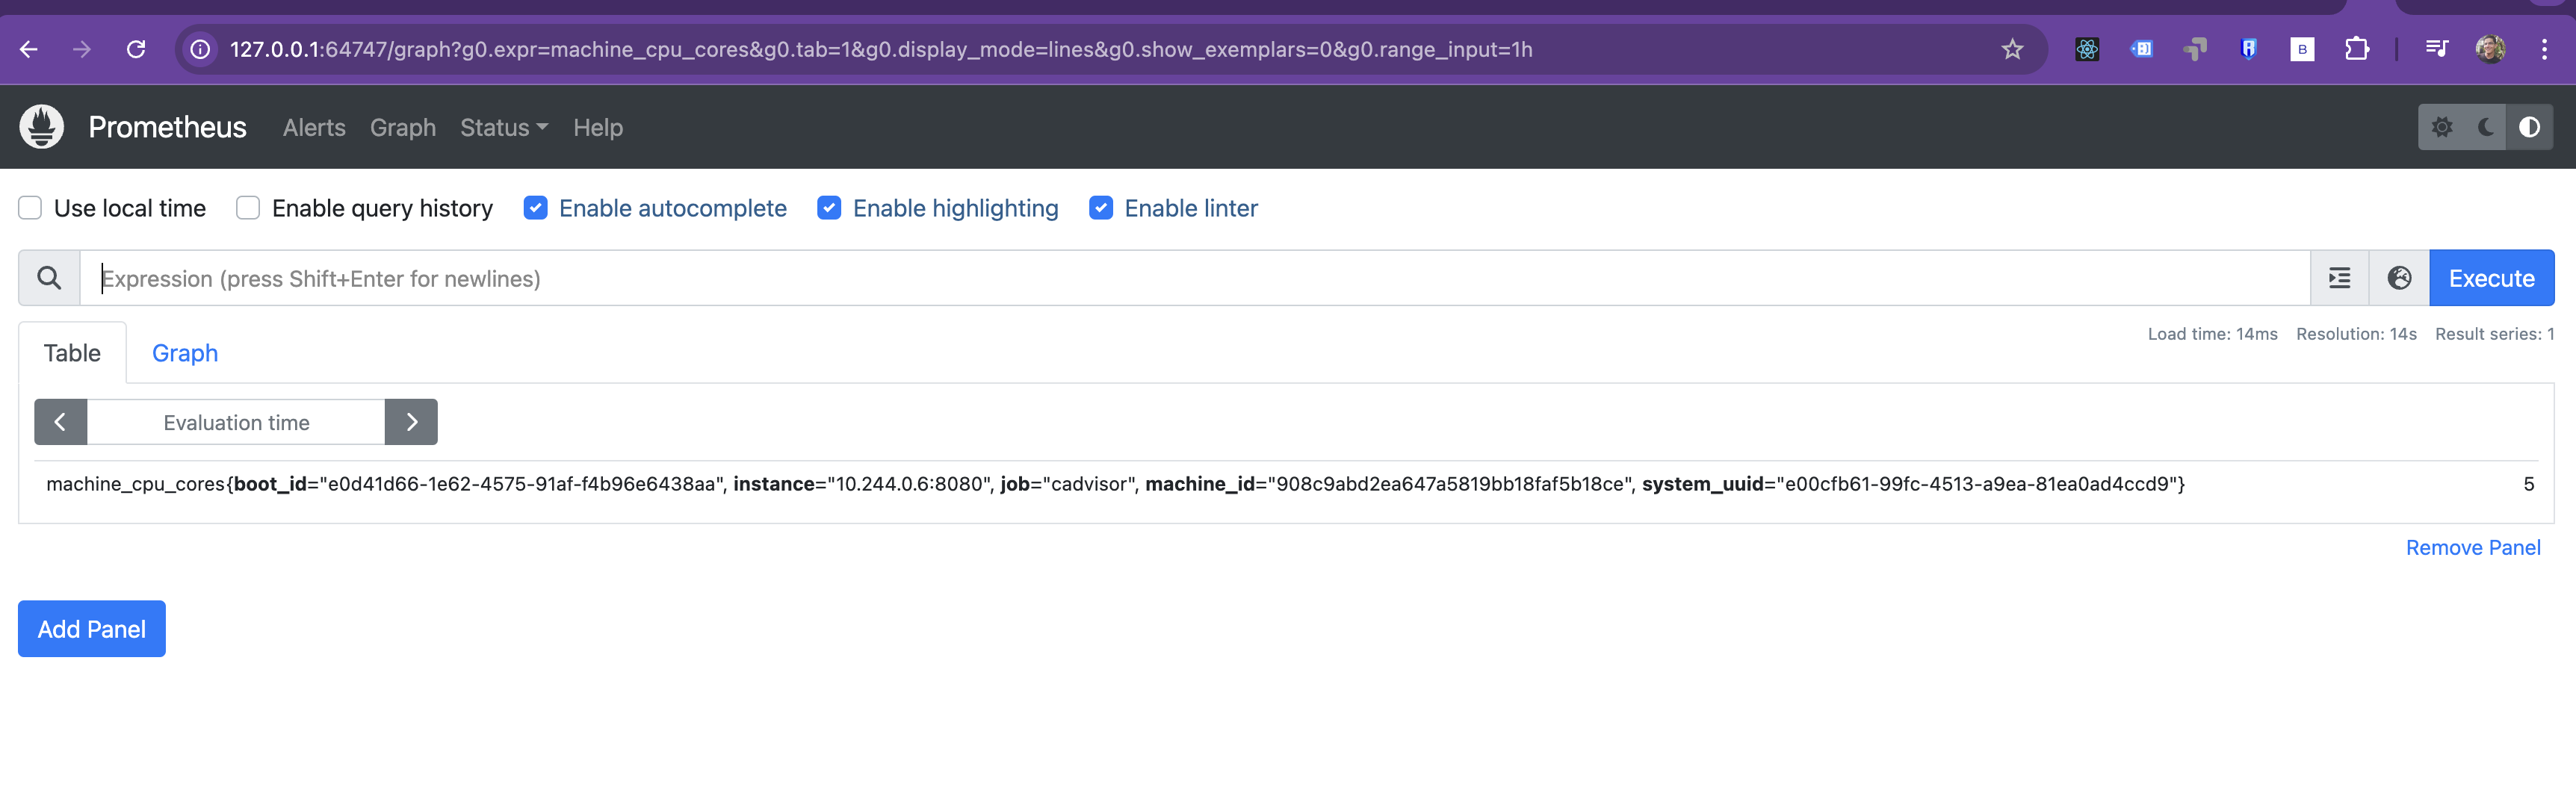 127.0.0.1:64747/graph?g0.expr=machine_cpu_cores&g0.tab=1&g0.display_mode=lines&g0.show_exemplars=0&g0.range_input=1h
B
Prometheus Alerts Graph Status Help
Use local time Enable query history Enable autocomplete Enable highlighting Enable linter
Expression (press Shift+Enter for newlines) Execute
Table Graph Load time: 14ms Resolution: 14s Result series: 1
Evaluation time
machine_cpu_cores{boot_id="e0d41d66-1e62-4575-91af-f4b96e6438aa", instance="10.244.0.6:8080", job="cadvisor", machine_id="908c9abd2ea647a5819bb18faf5b18ce", system_uuid="e00cfb61-99fc-4513-a9ea-81ea0ad4ccd9"} 5
Remove Panel
Add Panel